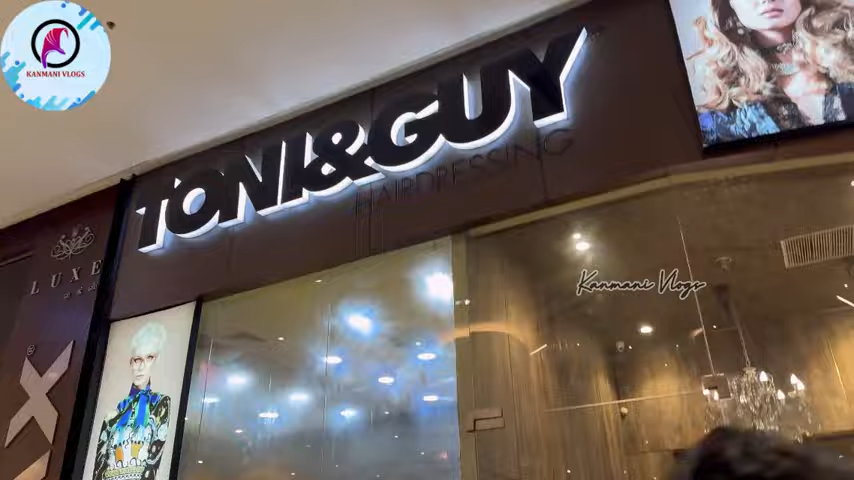 KANMANI VLOGS
TONI&GUY
HAIRDRESSING
LUXE
Kanmani Vlogs
X